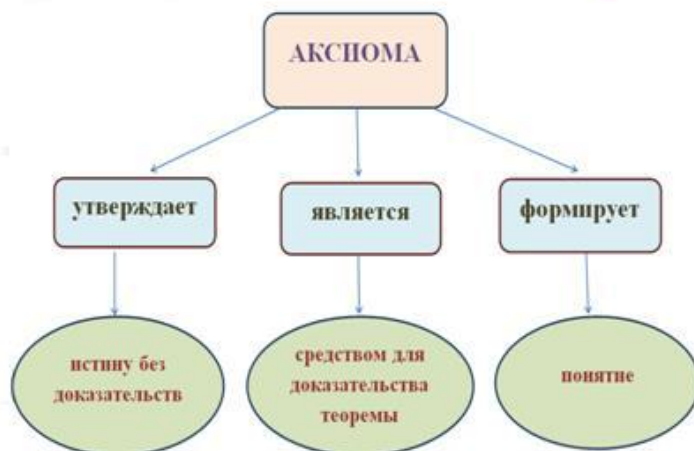 АКСИОМА
утверждает
является
формирует
истину без
доказательств
средством для
доказательства
теоремы
понятие